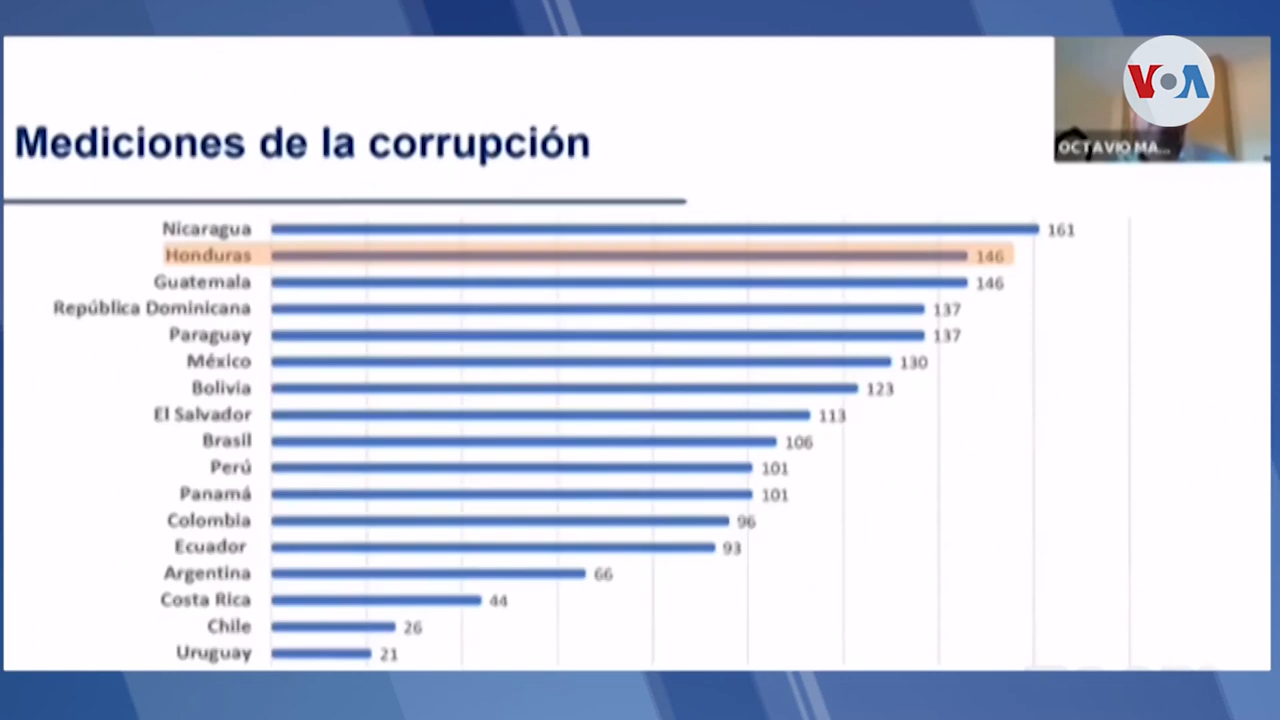 VOA
Mediciones de la corrupción
OCTAVIO MA...
Nicaragua 161
Honduras 146
Guatemala 146
República Dominicana 137
Paraguay 137
México 130
Bolivia 123
El Salvador 113
Brasil 106
Perú 101
Panamá 101
Colombia 96
Ecuador 93
Argentina 66
Costa Rica 44
Chile 26
Uruguay 21